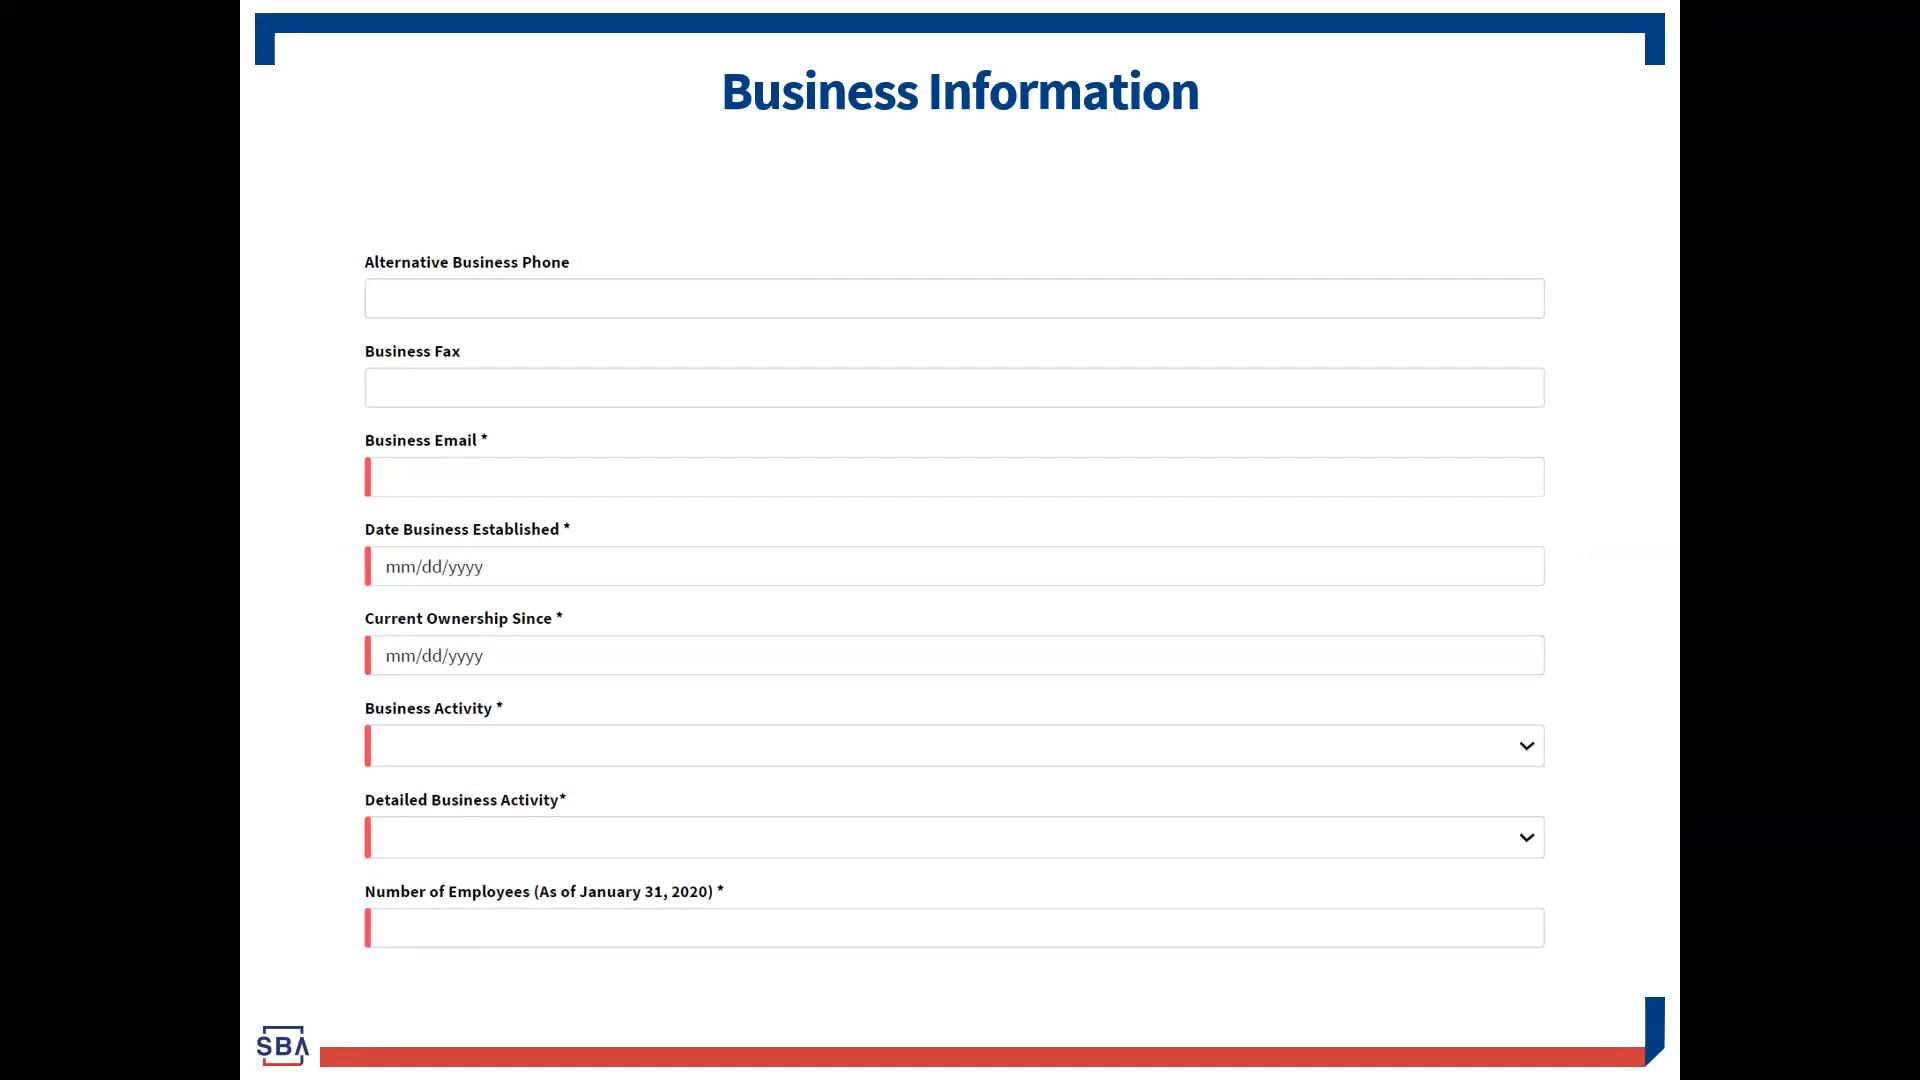 Business Information
Alternative Business Phone
Business Fax
Business Email *
Date Business Established *
mm/dd/yyyy
Current Ownership Since *
mm/dd/yyyy
Business Activity *
Detailed Business Activity*
Number of Employees (As of January 31, 2020) *
SBA